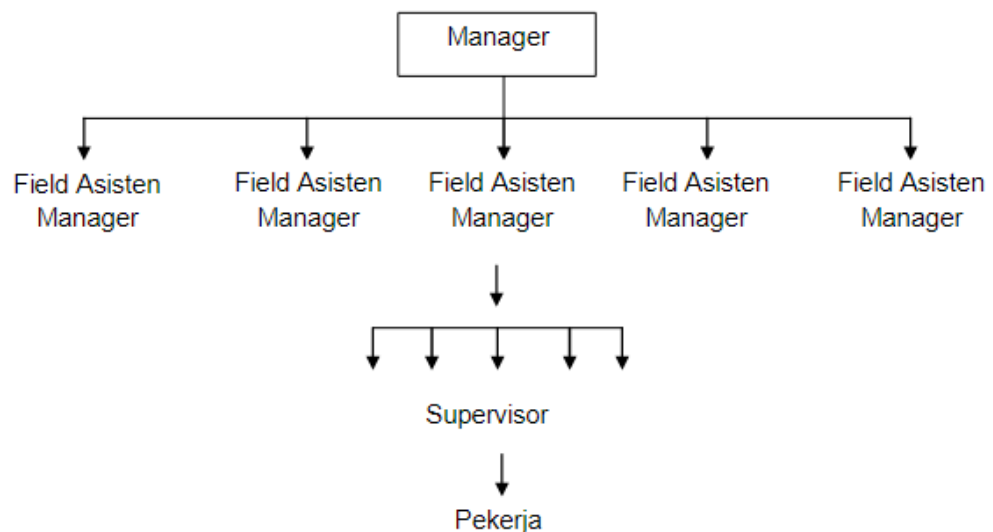 Manager
Field Asisten
Manager
Field Asisten
Manager
Field Asisten
Manager
Field Asisten
Manager
Field Asisten
Manager
Supervisor
Pekerja